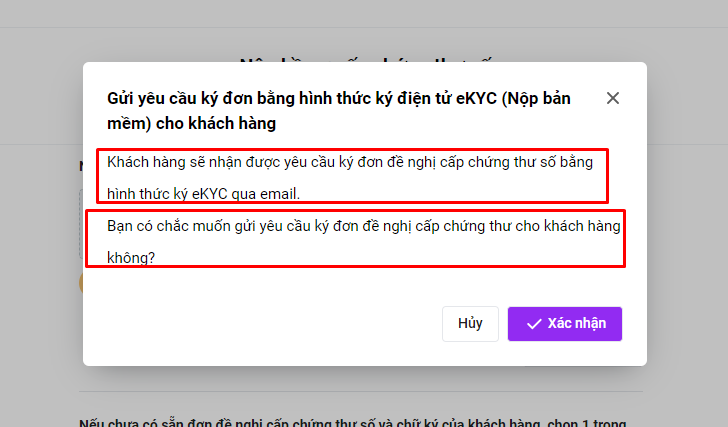 Gửi yêu cầu ký đơn bằng hình thức ký điện tử eKYC (Nộp bản
mềm) cho khách hàng
Khách hàng sẽ nhận được yêu cầu ký đơn đề nghị cấp chứng thư số bằng
hình thức ký eKYC qua email.
Bạn có chắc muốn gửi yêu cầu ký đơn đề nghị cấp chứng thư cho khách hàng
không?
Hủy
Xác nhận
Nếu chưa có sẵn đơn đề nghị cấp chứng thư số và chữ ký của khách hàng, chọn 1 trong